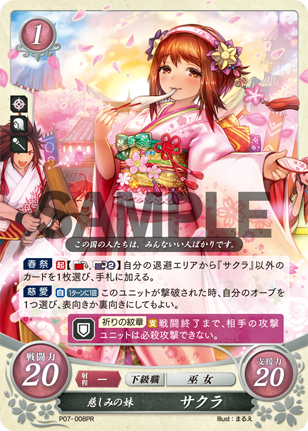 1
SAMPLE
この国の人たちは、みんないい人ばかりです。
春祭 起 自分の退避エリアから『サクラ』以外の
カードを1枚選び、手札に加える。
慈愛 自 1ターンに1回 このユニットが撃破された時、自分のオーブを
1つ選び、表向きか裏向きにしてもよい。
祈りの紋章 支 戦闘終了まで、相手の攻撃
ユニットは必殺攻撃できない。
戦闘力
20
射程 一 下級職 巫女
支援力
20
慈しみの妹 サクラ
P07-008PR
Illust:まるえ